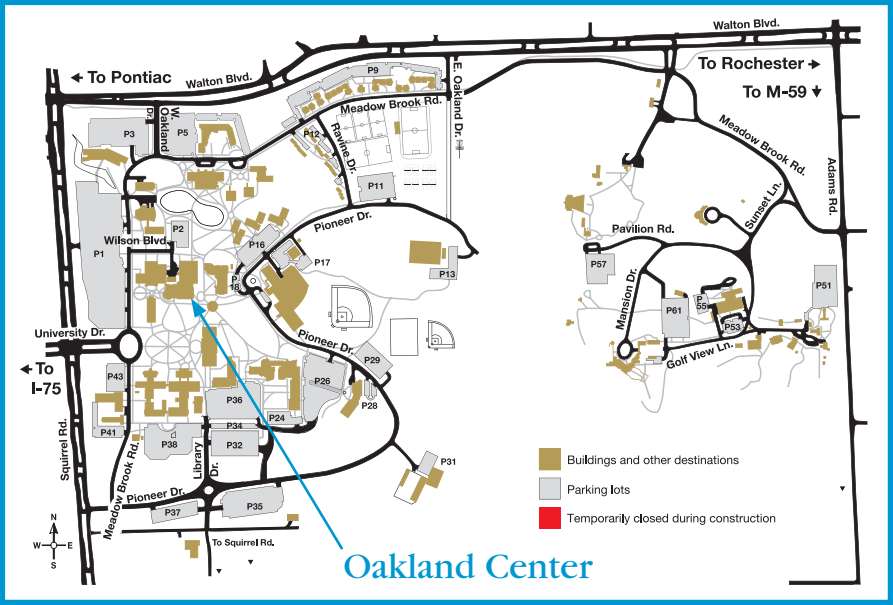 Walton Blvd.
To Pontiac
Walton Blvd.
To Rochester
To M-59
P9
E. Oakland Dr.
Meadow Brook Rd.
W. Oakland
Dr.
P3
P5
P12
Ravine Dr.
Meadow Brook Rd.
Adams Rd.
P11
Sunset Ln.
Pioneer Dr.
P2
Wilson Blvd.
P16
Pavilion Rd.
P1
P17
P13
P57
P
18
Mansion Dr.
P51
P
55
P61
P53
University Dr.
Pioneer Dr.
Golf View Ln.
To
I-75
P29
P43
P26
P28
P36
P24
P41
P34
P38
P32
Squirrel Rd.
Meadow Brook Rd.
Library
Dr.
P31
Buildings and other destinations
Parking lots
Temporarily closed during construction
Pioneer Dr.
P37
P35
N
W
E
S
To Squirrel Rd.
Oakland Center